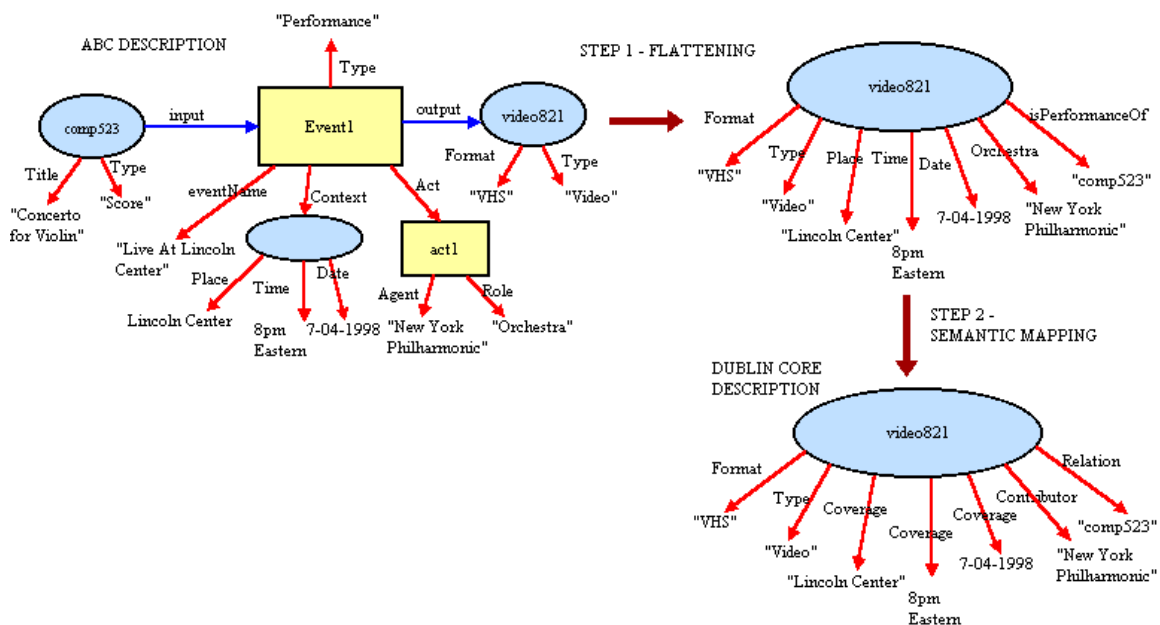 ABC DESCRIPTION
"Performance"
Type
comp523
input
Event1
output
video821
Title
Type
"Concerto
for Violin"
"Score"
eventName
"Live At Lincoln
Center"
Context
Act
Format
Type
"VHS"
"Video"
Place
Time
Date
Lincoln Center
8pm
Eastern
7-04-1998
act1
Agent
Role
"New York
Philharmonic"
"Orchestra"
STEP 1 - FLATTENING
video821
Format
Type
Place
Time
Date
Orchestra
isPerformanceOf
"VHS"
"Video"
"Lincoln Center"
8pm
Eastern
7-04-1998
"New York
Philharmonic"
"comp523"
STEP 2 -
SEMANTIC MAPPING
DUBLIN CORE
DESCRIPTION
video821
Format
Type
Coverage
Coverage
Coverage
Contributor
Relation
"VHS"
"Video"
"Lincoln Center"
8pm
Eastern
7-04-1998
"New York
Philharmonic"
"comp523"